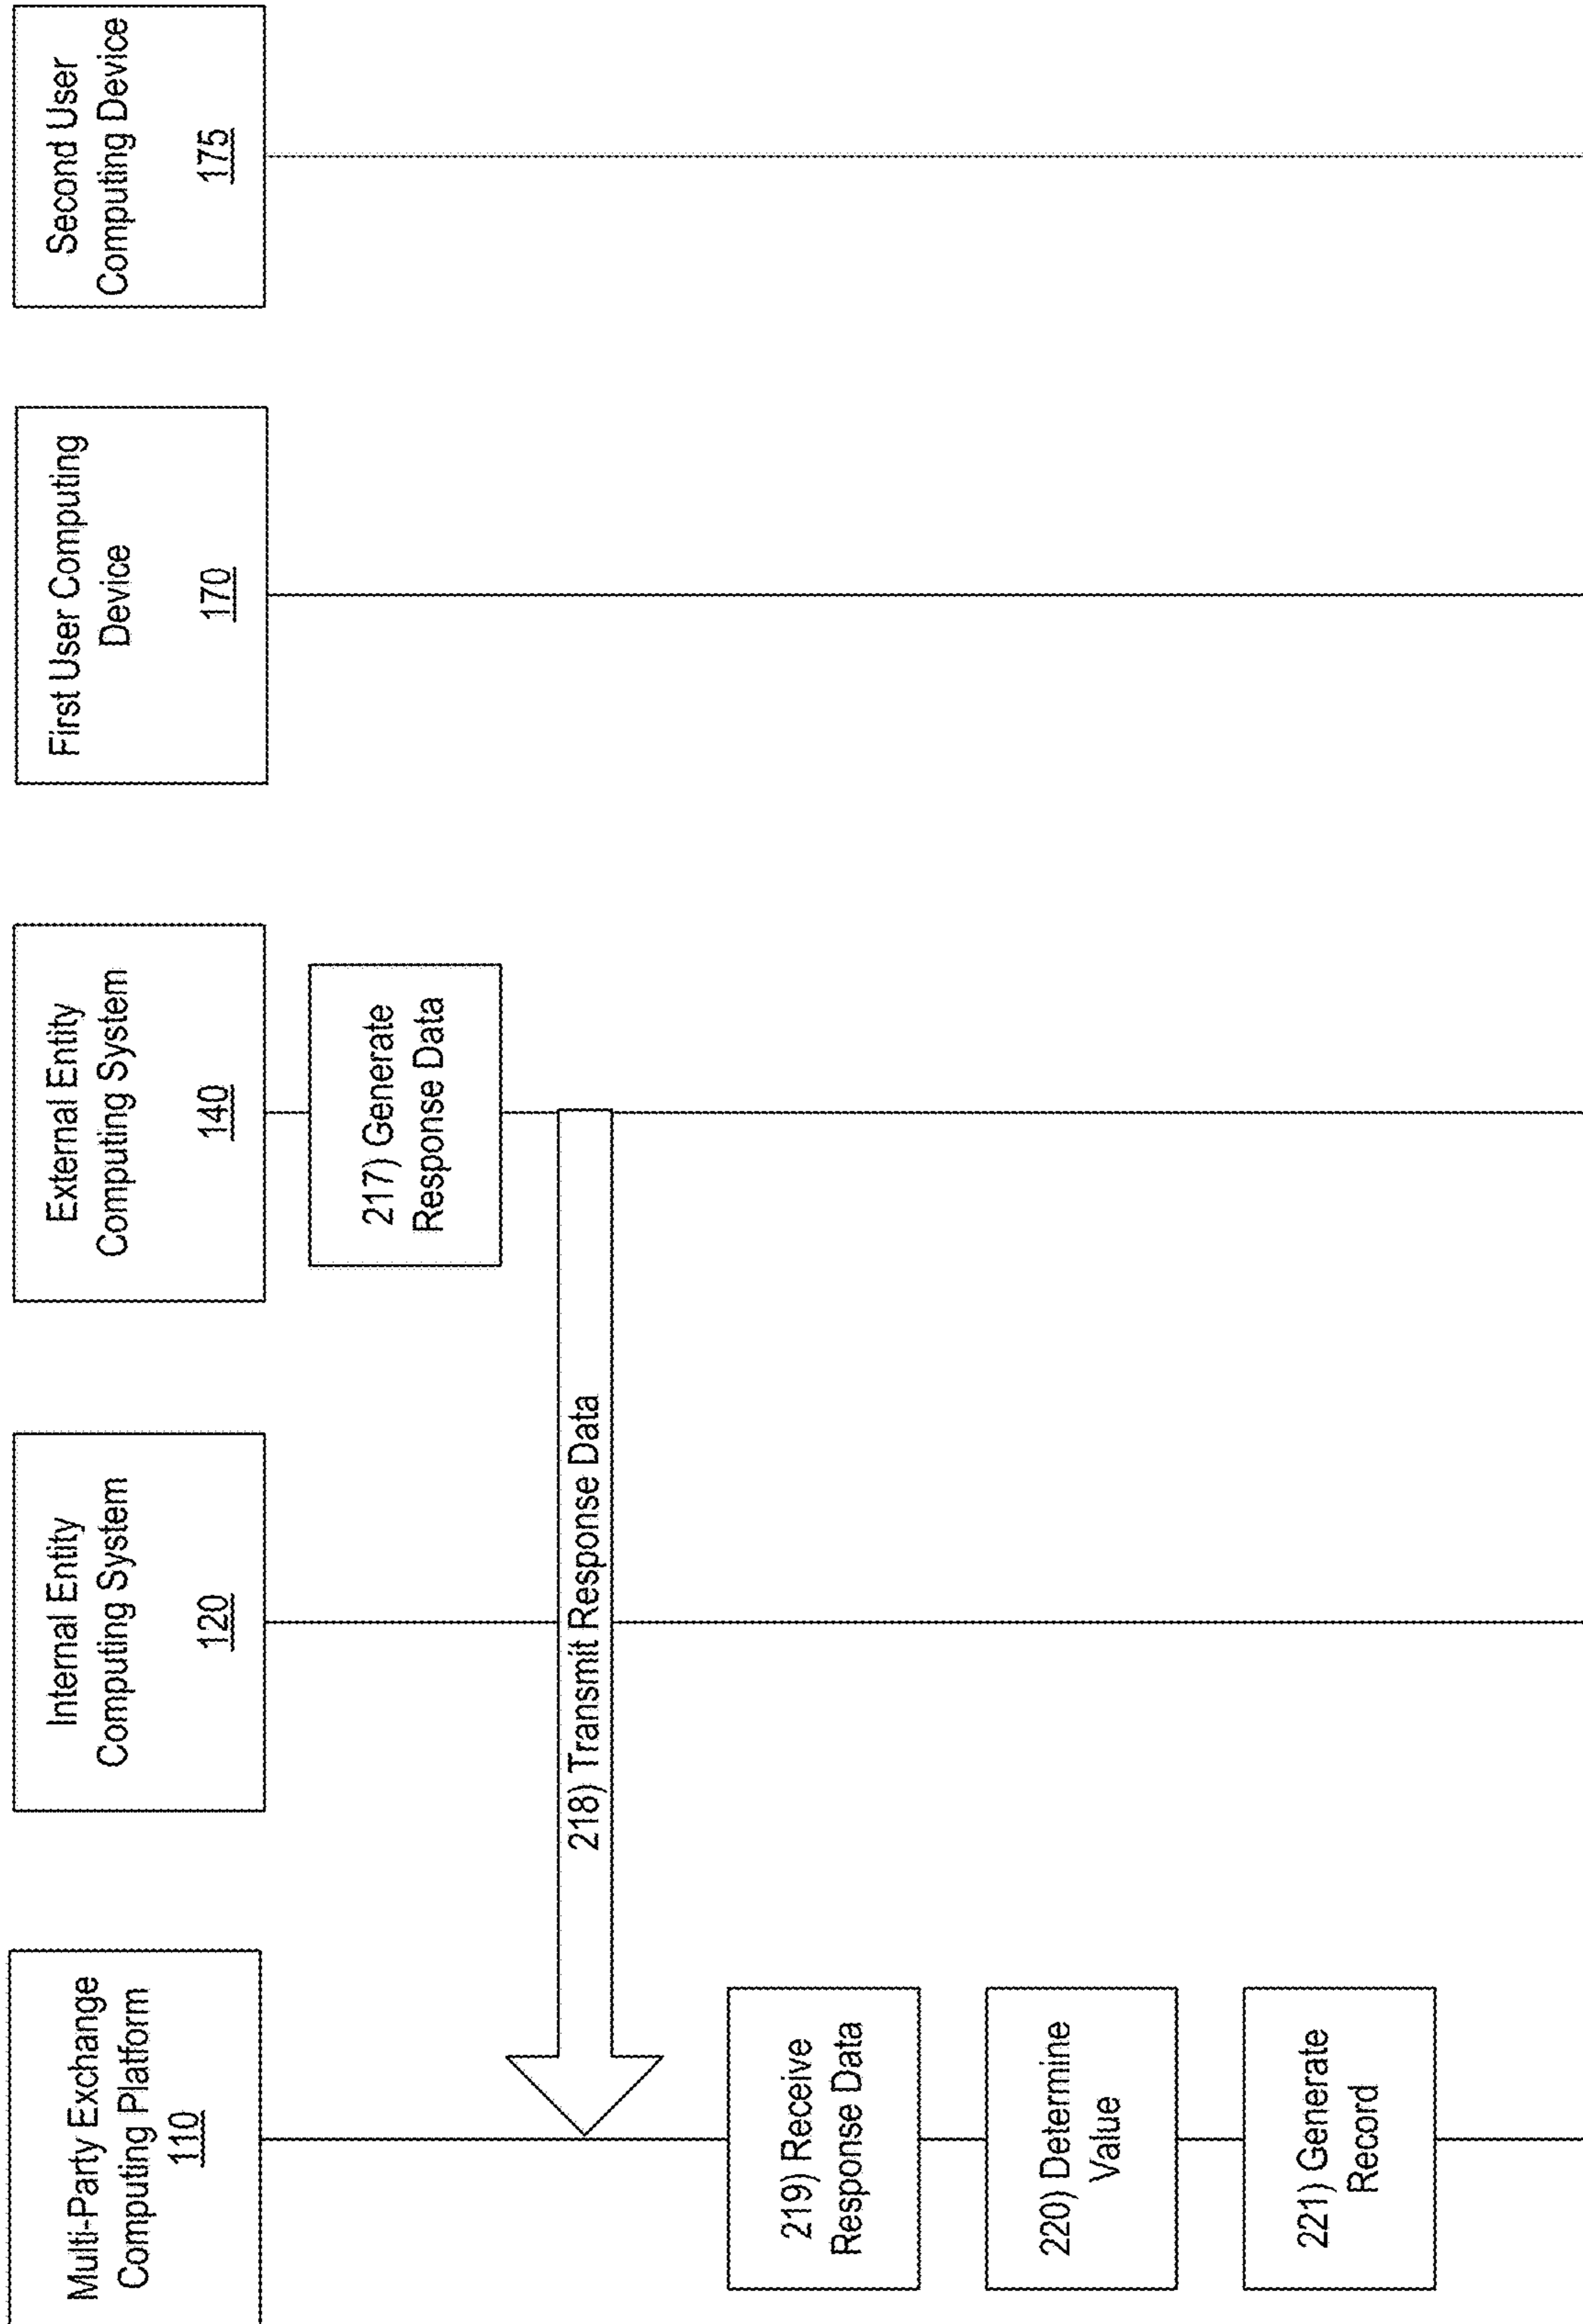 Multi-Party Exchange
Computing Platform
110
Internal Entity
Computing System
120
External Entity
Computing System
140
First User Computing
Device
170
Second User
Computing Device
175
217) Generate
Response Data
218) Transmit Response Data
219) Receive
Response Data
220) Determine
Value
221) Generate
Record